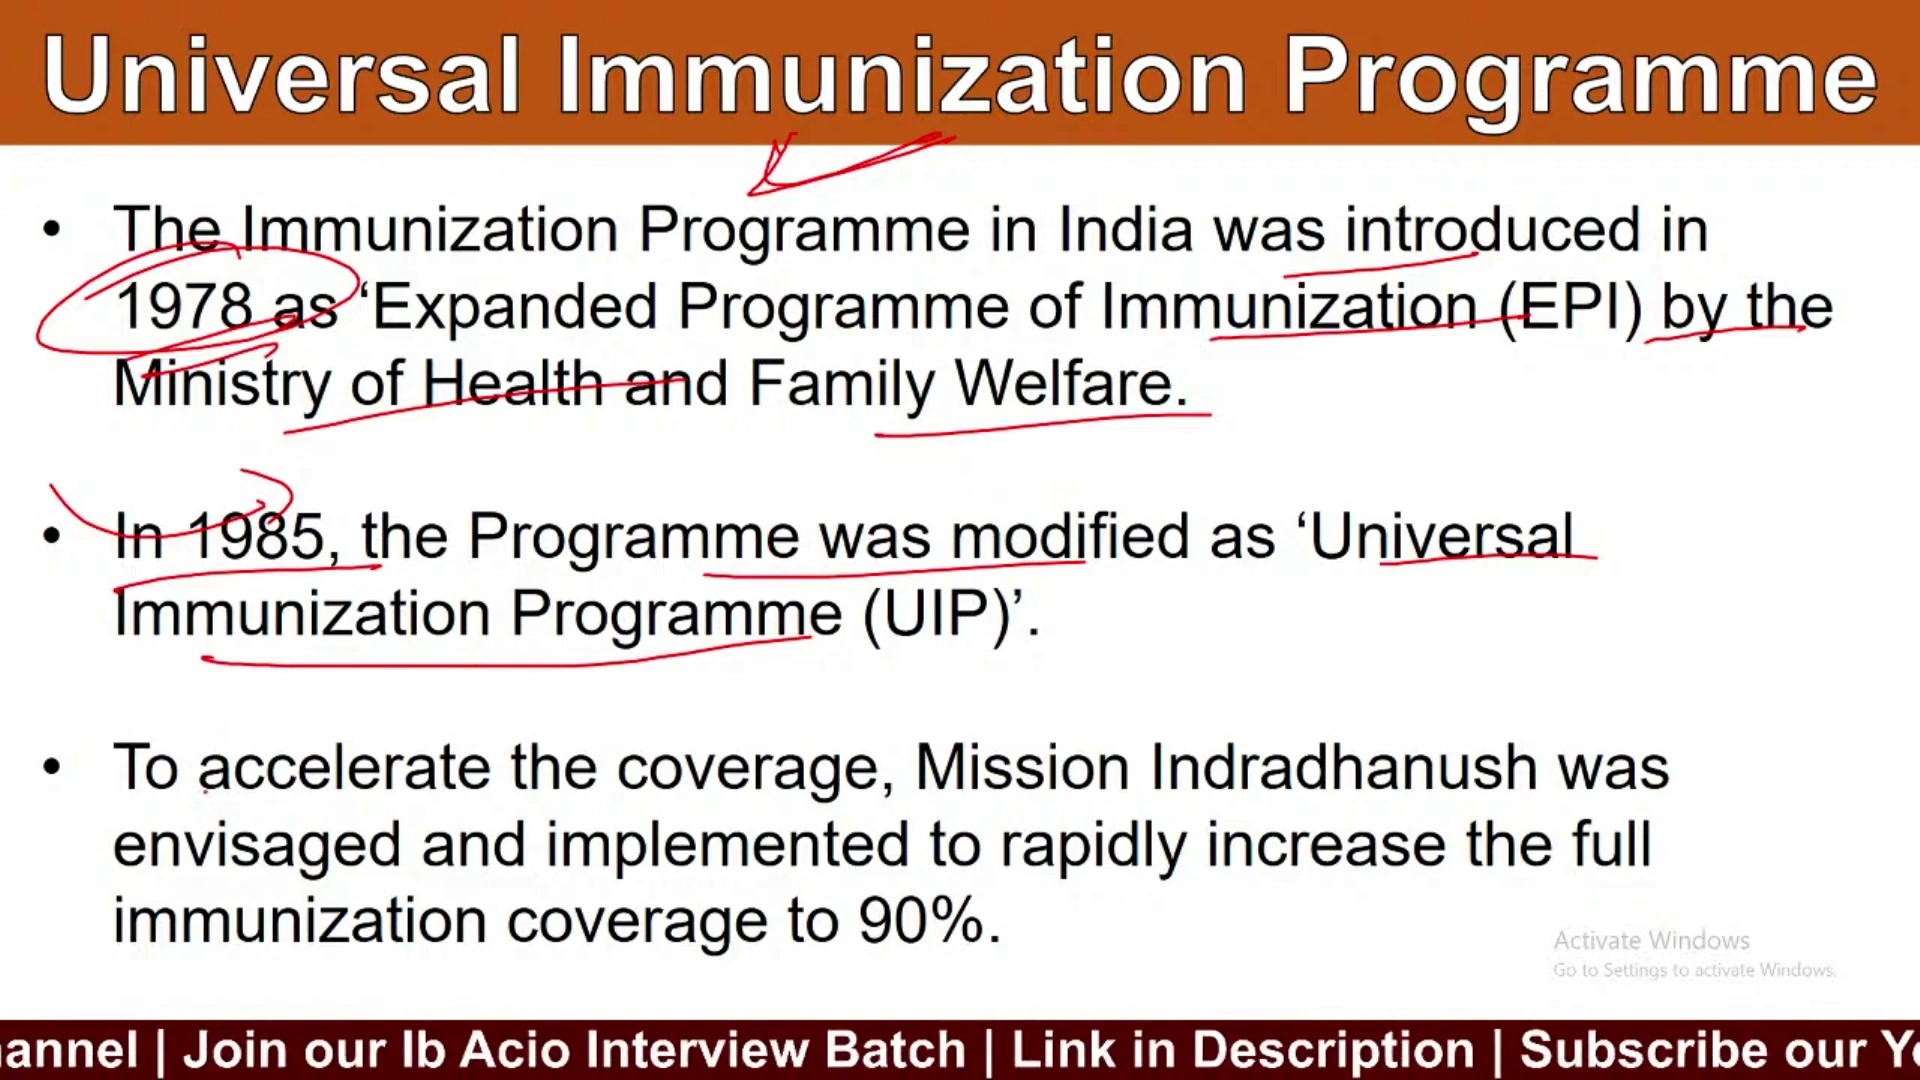 Universal Immunization Programme
• The Immunization Programme in India was introduced in
1978 as ‘Expanded Programme of Immunization (EPI) by the
Ministry of Health and Family Welfare.
• In 1985, the Programme was modified as ‘Universal
Immunization Programme (UIP)’.
• To accelerate the coverage, Mission Indradhanush was
envisaged and implemented to rapidly increase the full
immunization coverage to 90%.
Activate Windows
Go to Settings to activate Windows.
| Join our Ib Acio Interview Batch | Link in Description | Subscribe our